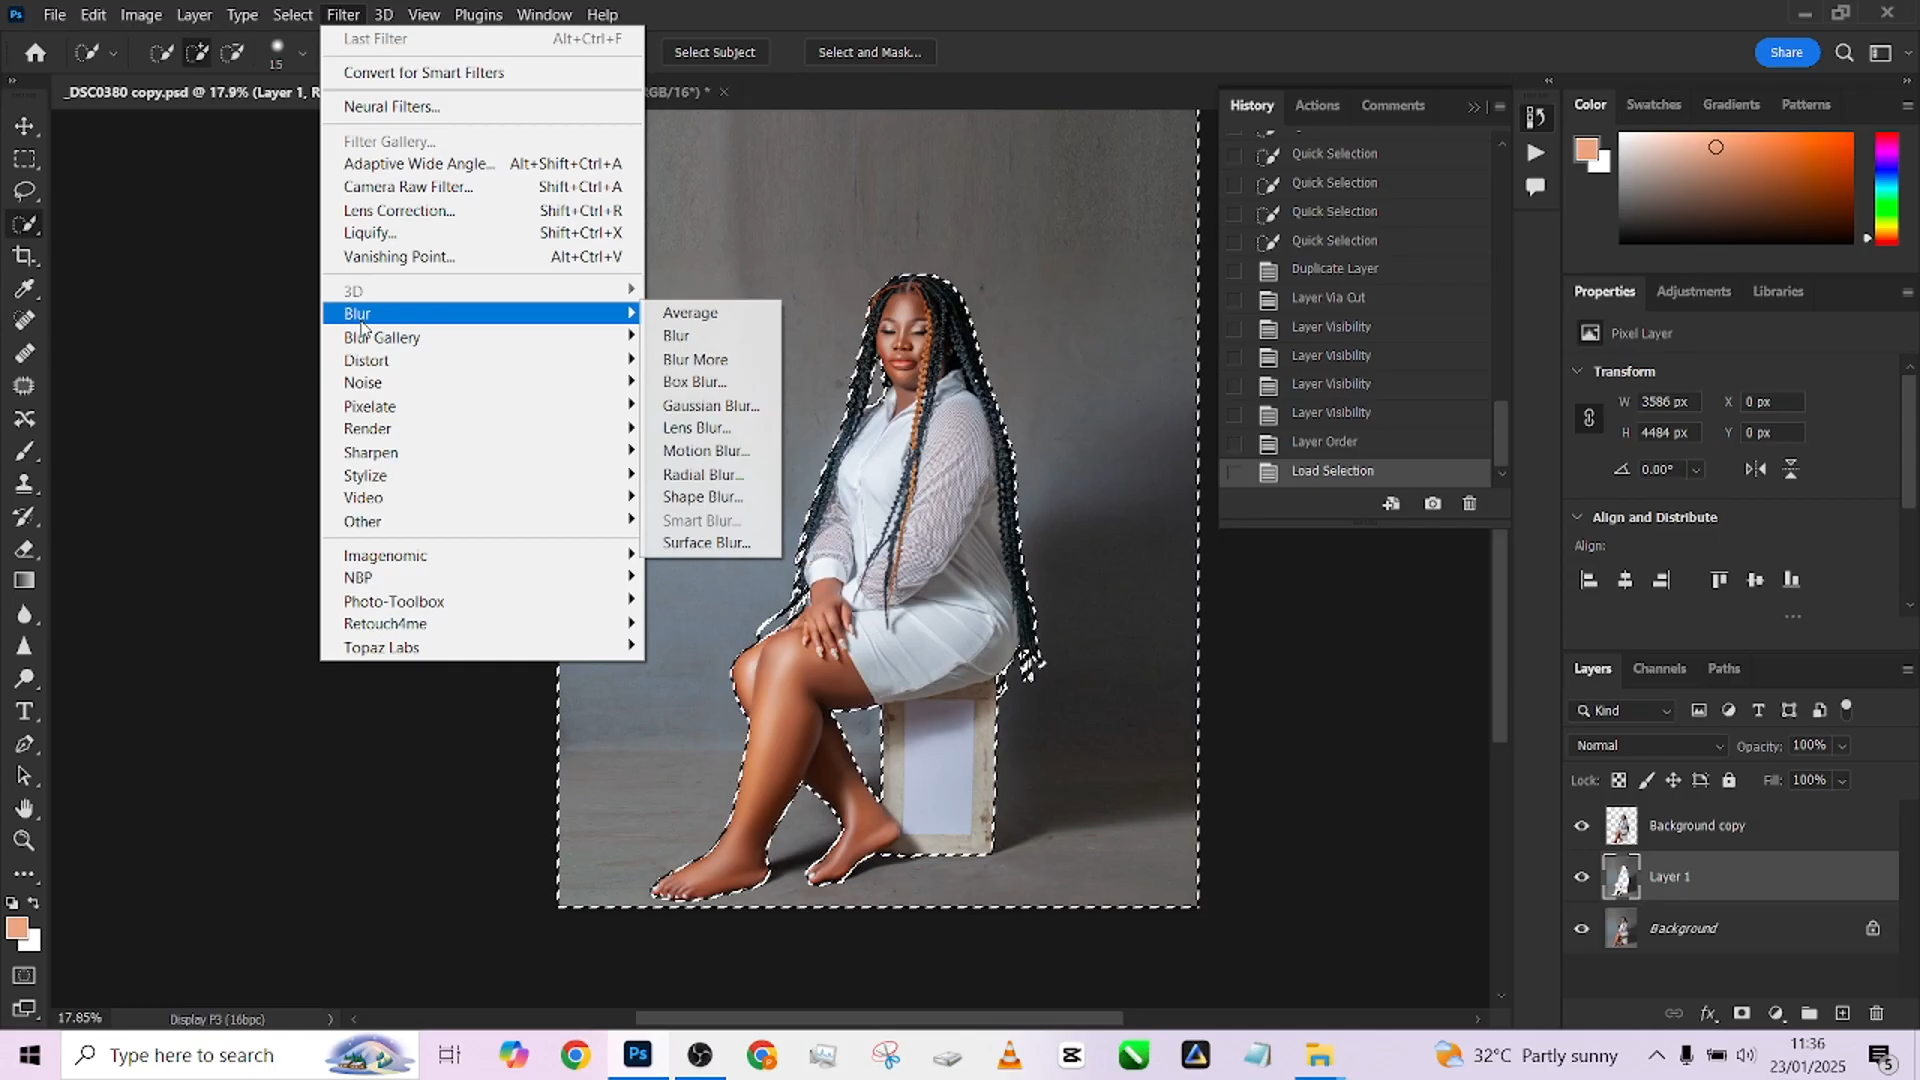 Ps File Edit Image Layer Type Select Filter 3D View Plugins Window Help
15 Select Subject Select and Mask... Share
_DSC0380 copy.psd @ 17.9% (Layer 1, R GB/16*) * ×
Last Filter Alt+Ctrl+F
Convert for Smart Filters
Neural Filters...
Filter Gallery...
Adaptive Wide Angle... Alt+Shift+Ctrl+A
Camera Raw Filter... Shift+Ctrl+A
Lens Correction... Shift+Ctrl+R
Liquify... Shift+Ctrl+X
Vanishing Point... Alt+Ctrl+V
3D
Blur
Blur Gallery
Distort
Noise
Pixelate
Render
Sharpen
Stylize
Video
Other
Imagenomic
NBP
Photo-Toolbox
Retouch4me
Topaz Labs
Average
Blur
Blur More
Box Blur...
Gaussian Blur...
Lens Blur...
Motion Blur...
Radial Blur...
Shape Blur...
Smart Blur...
Surface Blur...
History Actions Comments
Quick Selection
Quick Selection
Quick Selection
Quick Selection
Duplicate Layer
Layer Via Cut
Layer Visibility
Layer Visibility
Layer Visibility
Layer Visibility
Layer Order
Load Selection
Color Swatches Gradients Patterns
Properties Adjustments Libraries
Pixel Layer
Transform
W 3586 px X 0 px
H 4484 px Y 0 px
0.00°
Align and Distribute
Align:
Layers Channels Paths
Kind
Normal Opacity: 100%
Lock: Fill: 100%
Background copy
Layer 1
Background
17.85% Display P3 (16bpc)
Type here to search
Ps
32°C Partly sunny
11:36
23/01/2025
5